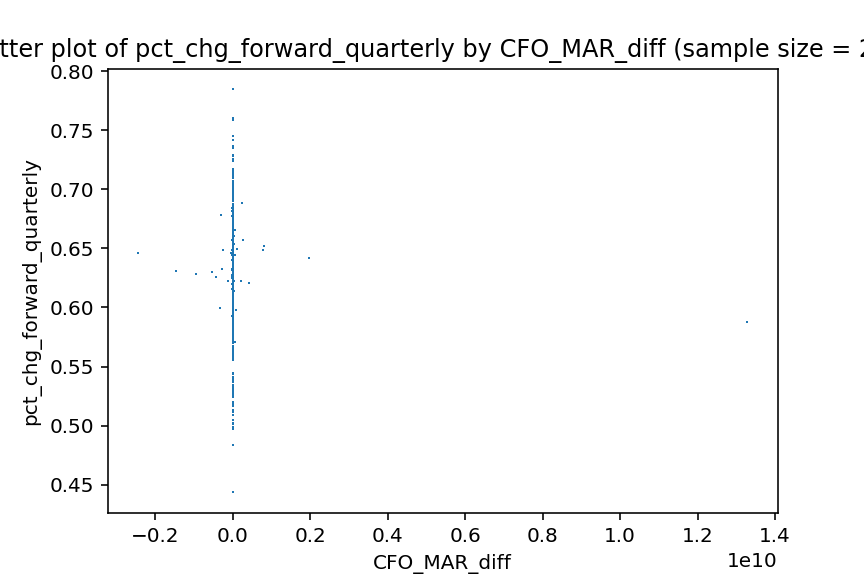 tter plot of pct_chg_forward_quarterly by CFO_MAR_diff (sample size = 2
0.80
0.75
0.70
0.65
0.60
0.55
0.50
0.45
pct_chg_forward_quarterly
−0.2 0.0 0.2 0.4 0.6 0.8 1.0 1.2 1.4
1e10
CFO_MAR_diff